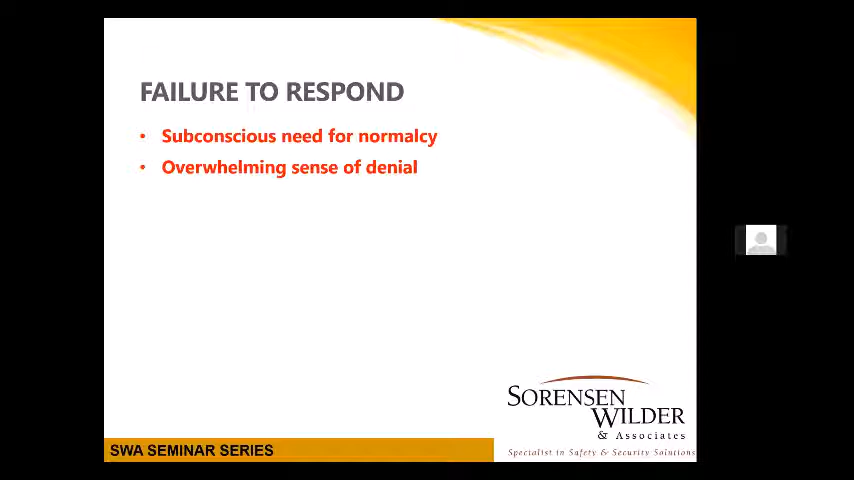 FAILURE TO RESPOND
• Subconscious need for normalcy
• Overwhelming sense of denial
SORENSEN
WILDER
& Associates
Specialist in Safety & Security Solutions
SWA SEMINAR SERIES